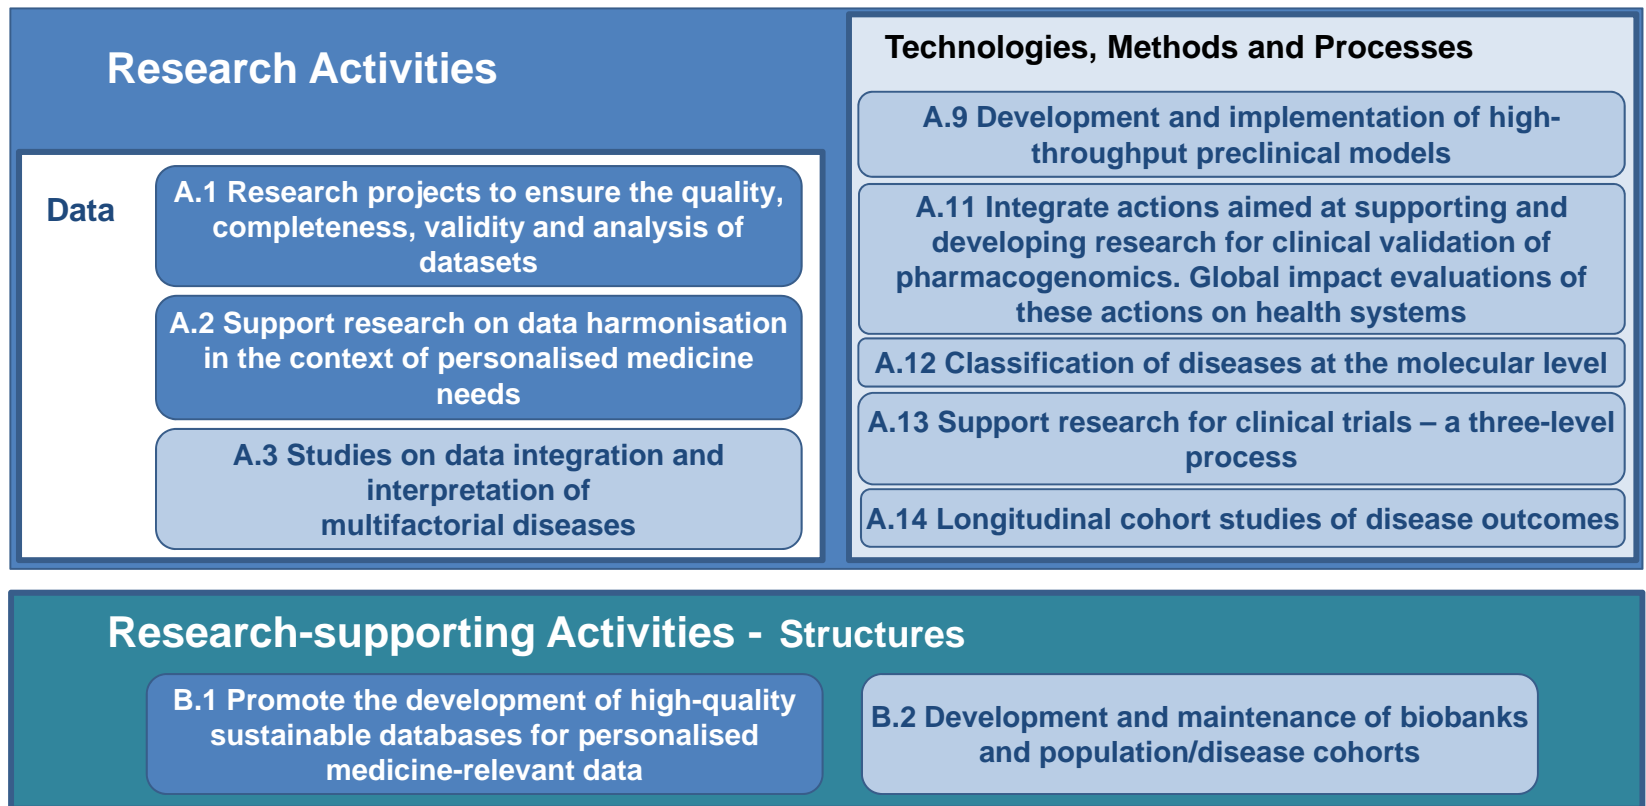 Research Activities
Data
A.1 Research projects to ensure the quality,
completeness, validity and analysis of
datasets
A.2 Support research on data harmonisation
in the context of personalised medicine
needs
A.3 Studies on data integration and
interpretation of
multifactorial diseases
Technologies, Methods and Processes
A.9 Development and implementation of high-
throughput preclinical models
A.11 Integrate actions aimed at supporting and
developing research for clinical validation of
pharmacogenomics. Global impact evaluations of
these actions on health systems
A.12 Classification of diseases at the molecular level
A.13 Support research for clinical trials – a three-level
process
A.14 Longitudinal cohort studies of disease outcomes
Research-supporting Activities - Structures
B.1 Promote the development of high-quality
sustainable databases for personalised
medicine-relevant data
B.2 Development and maintenance of biobanks
and population/disease cohorts